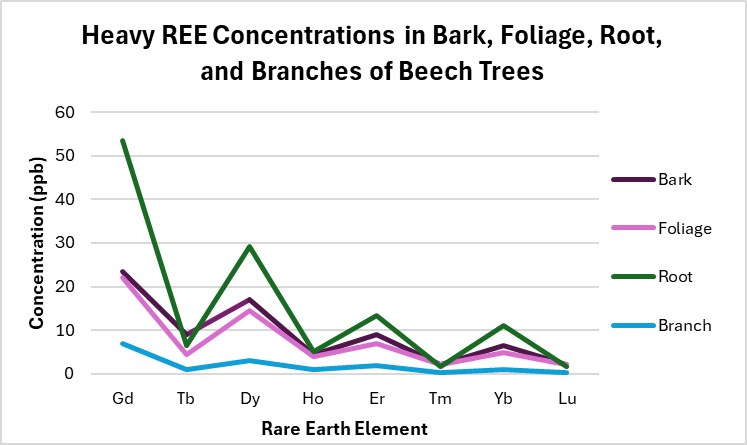 Heavy REE Concentrations in Bark, Foliage, Root,
and Branches of Beech Trees
Concentration (ppb)
60
50
40
30
20
10
0
Gd Tb Dy Ho Er Tm Yb Lu
Rare Earth Element
Bark
Foliage
Root
Branch